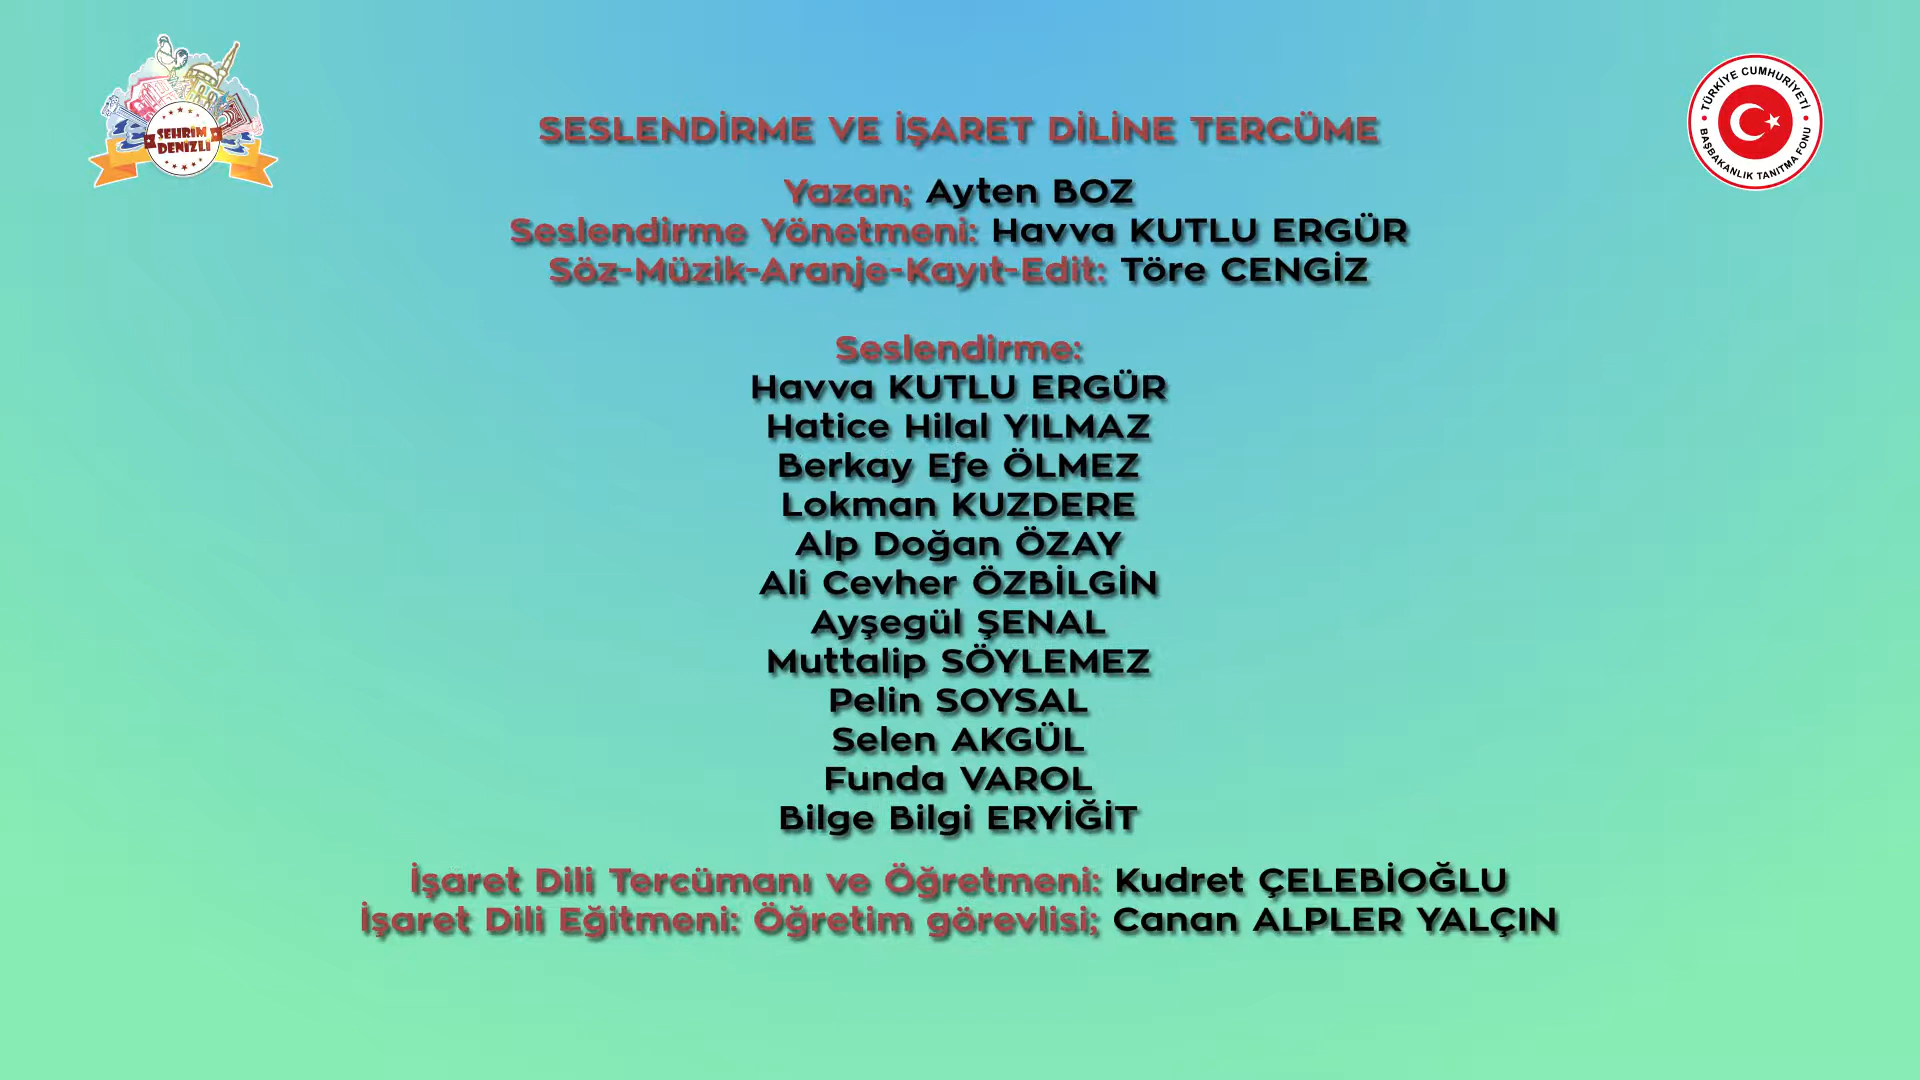 ŞEHRİM
DENİZLİ
TÜRKİYE CUMHURİYETİ
BAŞBAKANLIK TANITMA FONU
SESLENDİRME VE İŞARET DİLİNE TERCÜME
Yazan; Ayten BOZ
Seslendirme Yönetmeni: Havva KUTLU ERGÜR
Söz-Müzik-Aranje-Kayıt-Edit: Töre CENGİZ
Seslendirme:
Havva KUTLU ERGÜR
Hatice Hilal YILMAZ
Berkay Efe ÖLMEZ
Lokman KUZDERE
Alp Doğan ÖZAY
Ali Cevher ÖZBİLGİN
Ayşegül ŞENAL
Muttalip SÖYLEMEZ
Pelin SOYSAL
Selen AKGÜL
Funda VAROL
Bilge Bilgi ERYİĞİT
İşaret Dili Tercümanı ve Öğretmeni: Kudret ÇELEBİOĞLU
İşaret Dili Eğitmeni: Öğretim görevlisi; Canan ALPLER YALÇIN